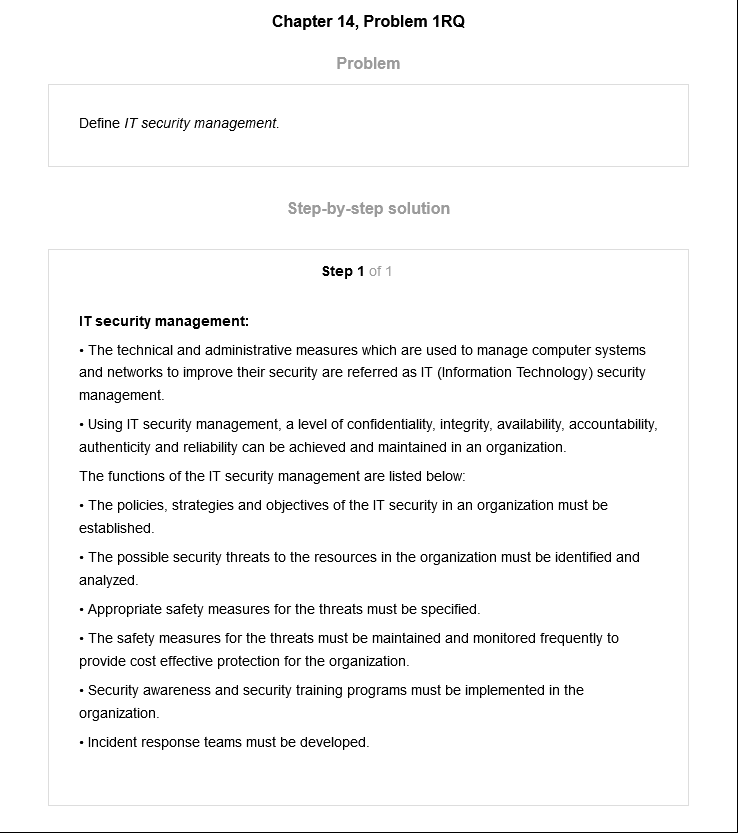 Chapter 14, Problem 1RQ
Problem
Define IT security management.
Step-by-step solution
Step 1 of 1
IT security management:
• The technical and administrative measures which are used to manage computer systems
and networks to improve their security are referred as IT (Information Technology) security
management.
• Using IT security management, a level of confidentiality, integrity, availability, accountability,
authenticity and reliability can be achieved and maintained in an organization.
The functions of the IT security management are listed below:
• The policies, strategies and objectives of the IT security in an organization must be
established.
• The possible security threats to the resources in the organization must be identified and
analyzed.
• Appropriate safety measures for the threats must be specified.
• The safety measures for the threats must be maintained and monitored frequently to
provide cost effective protection for the organization.
• Security awareness and security training programs must be implemented in the
organization.
• Incident response teams must be developed.